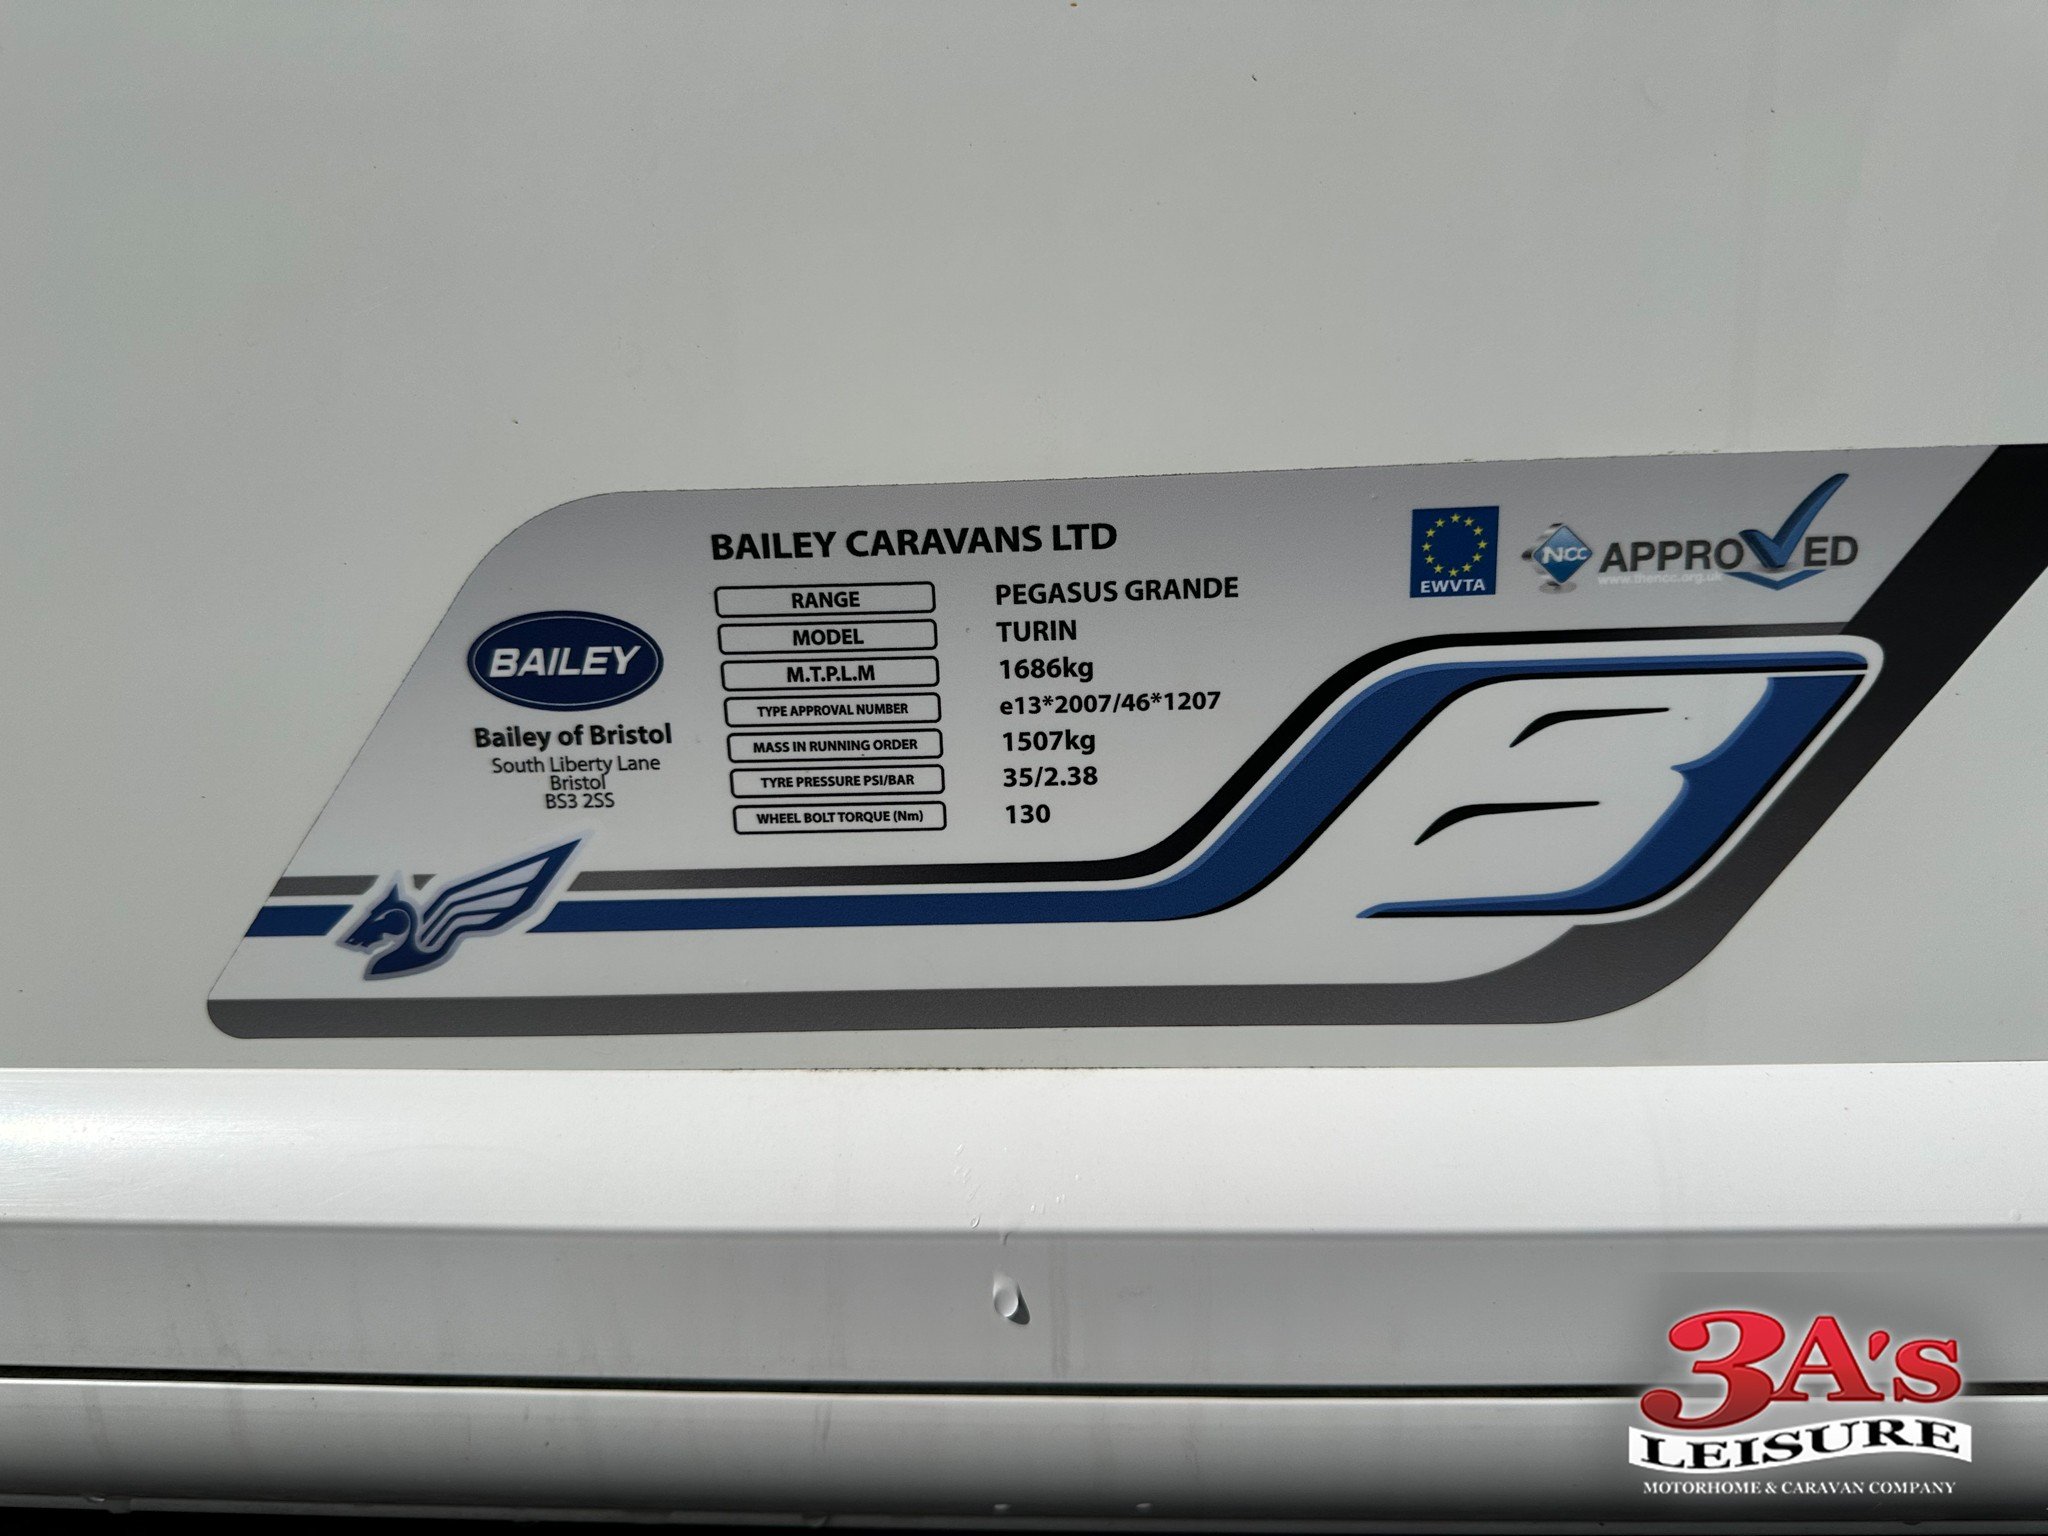 BAILEY CARAVANS LTD
RANGE PEGASUS GRANDE
MODEL TURIN
M.T.P.L.M 1686kg
TYPE APPROVAL NUMBER e13*2007/46*1207
MASS IN RUNNING ORDER 1507kg
TYRE PRESSURE PSI/BAR 35/2.38
WHEEL BOLT TORQUE (Nm) 130
BAILEY
Bailey of Bristol
South Liberty Lane
Bristol
BS3 2SS
EWVTA
NCC APPROVED
www.thencc.org.uk
B
3A's
LEISURE
MOTORHOME & CARAVAN COMPANY